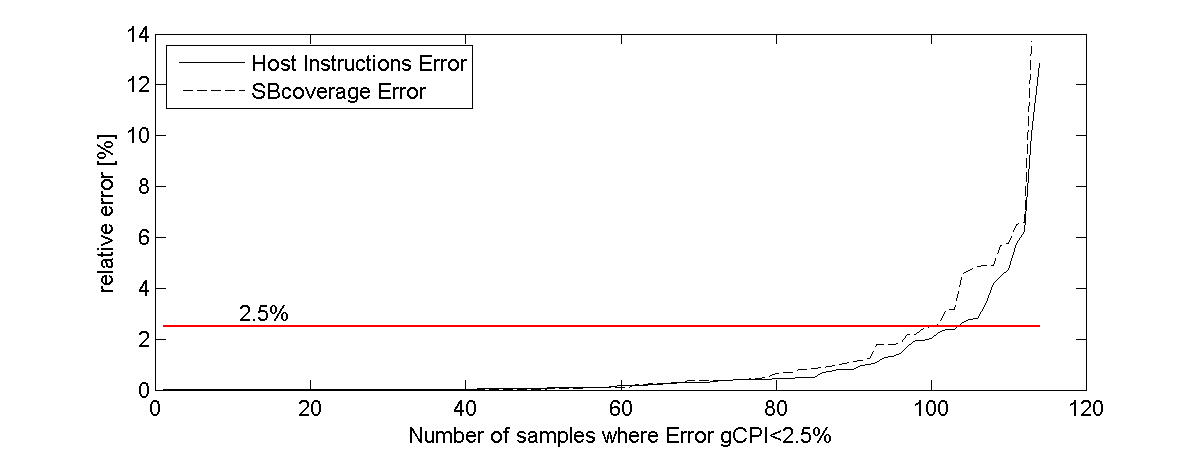 14
12
10
8
6
4
2
0
relative error [%]
Host Instructions Error
SBcoverage Error
2.5%
0 20 40 60 80 100 120
Number of samples where Error gCPI<2.5%